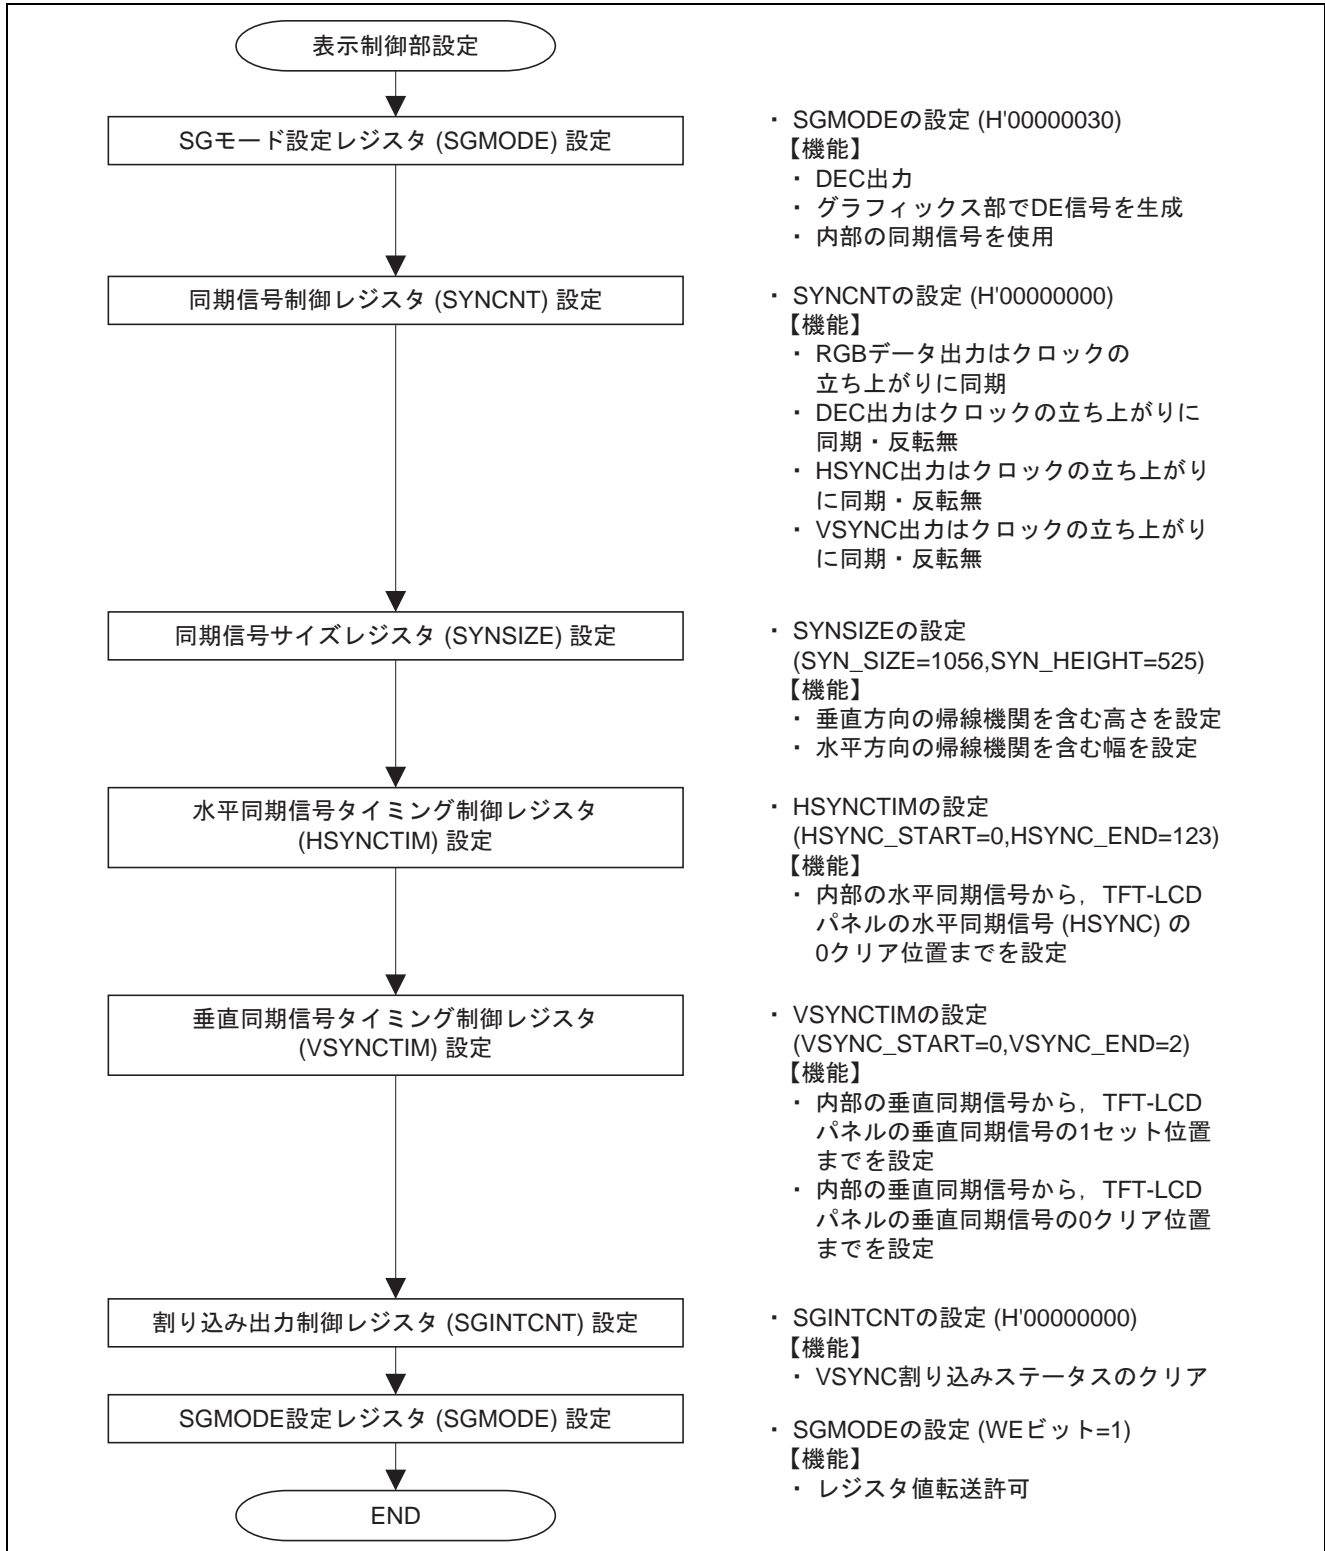 表示制御部設定
SGモード設定レジスタ (SGMODE) 設定
・ SGMODEの設定 (H'00000030)
【機能】
・ DEC出力
・ グラフィックス部でDE信号を生成
・ 内部の同期信号を使用
同期信号制御レジスタ (SYNCNT) 設定
・ SYNCNTの設定 (H'00000000)
【機能】
・ RGBデータ出力はクロックの
立ち上がりに同期
・ DEC出力はクロックの立ち上がりに
同期・反転無
・ HSYNC出力はクロックの立ち上がり
に同期・反転無
・ VSYNC出力はクロックの立ち上がり
に同期・反転無
同期信号サイズレジスタ (SYNSIZE) 設定
・ SYNSIZEの設定
(SYN_SIZE=1056,SYN_HEIGHT=525)
【機能】
・ 垂直方向の帰線機関を含む高さを設定
・ 水平方向の帰線機関を含む幅を設定
水平同期信号タイミング制御レジスタ
(HSYNCTIM) 設定
・ HSYNCTIMの設定
(HSYNC_START=0,HSYNC_END=123)
【機能】
・ 内部の水平同期信号から，TFT-LCD
パネルの水平同期信号 (HSYNC) の
0クリア位置までを設定
垂直同期信号タイミング制御レジスタ
(VSYNCTIM) 設定
・ VSYNCTIMの設定
(VSYNC_START=0,VSYNC_END=2)
【機能】
・ 内部の垂直同期信号から，TFT-LCD
パネルの垂直同期信号の1セット位置
までを設定
・ 内部の垂直同期信号から，TFT-LCD
パネルの垂直同期信号の0クリア位置
までを設定
割り込み出力制御レジスタ (SGINTCNT) 設定
・ SGINTCNTの設定 (H'00000000)
【機能】
・ VSYNC割り込みステータスのクリア
SGMODE設定レジスタ (SGMODE) 設定
・ SGMODEの設定 (WEビット=1)
【機能】
・ レジスタ値転送許可
END